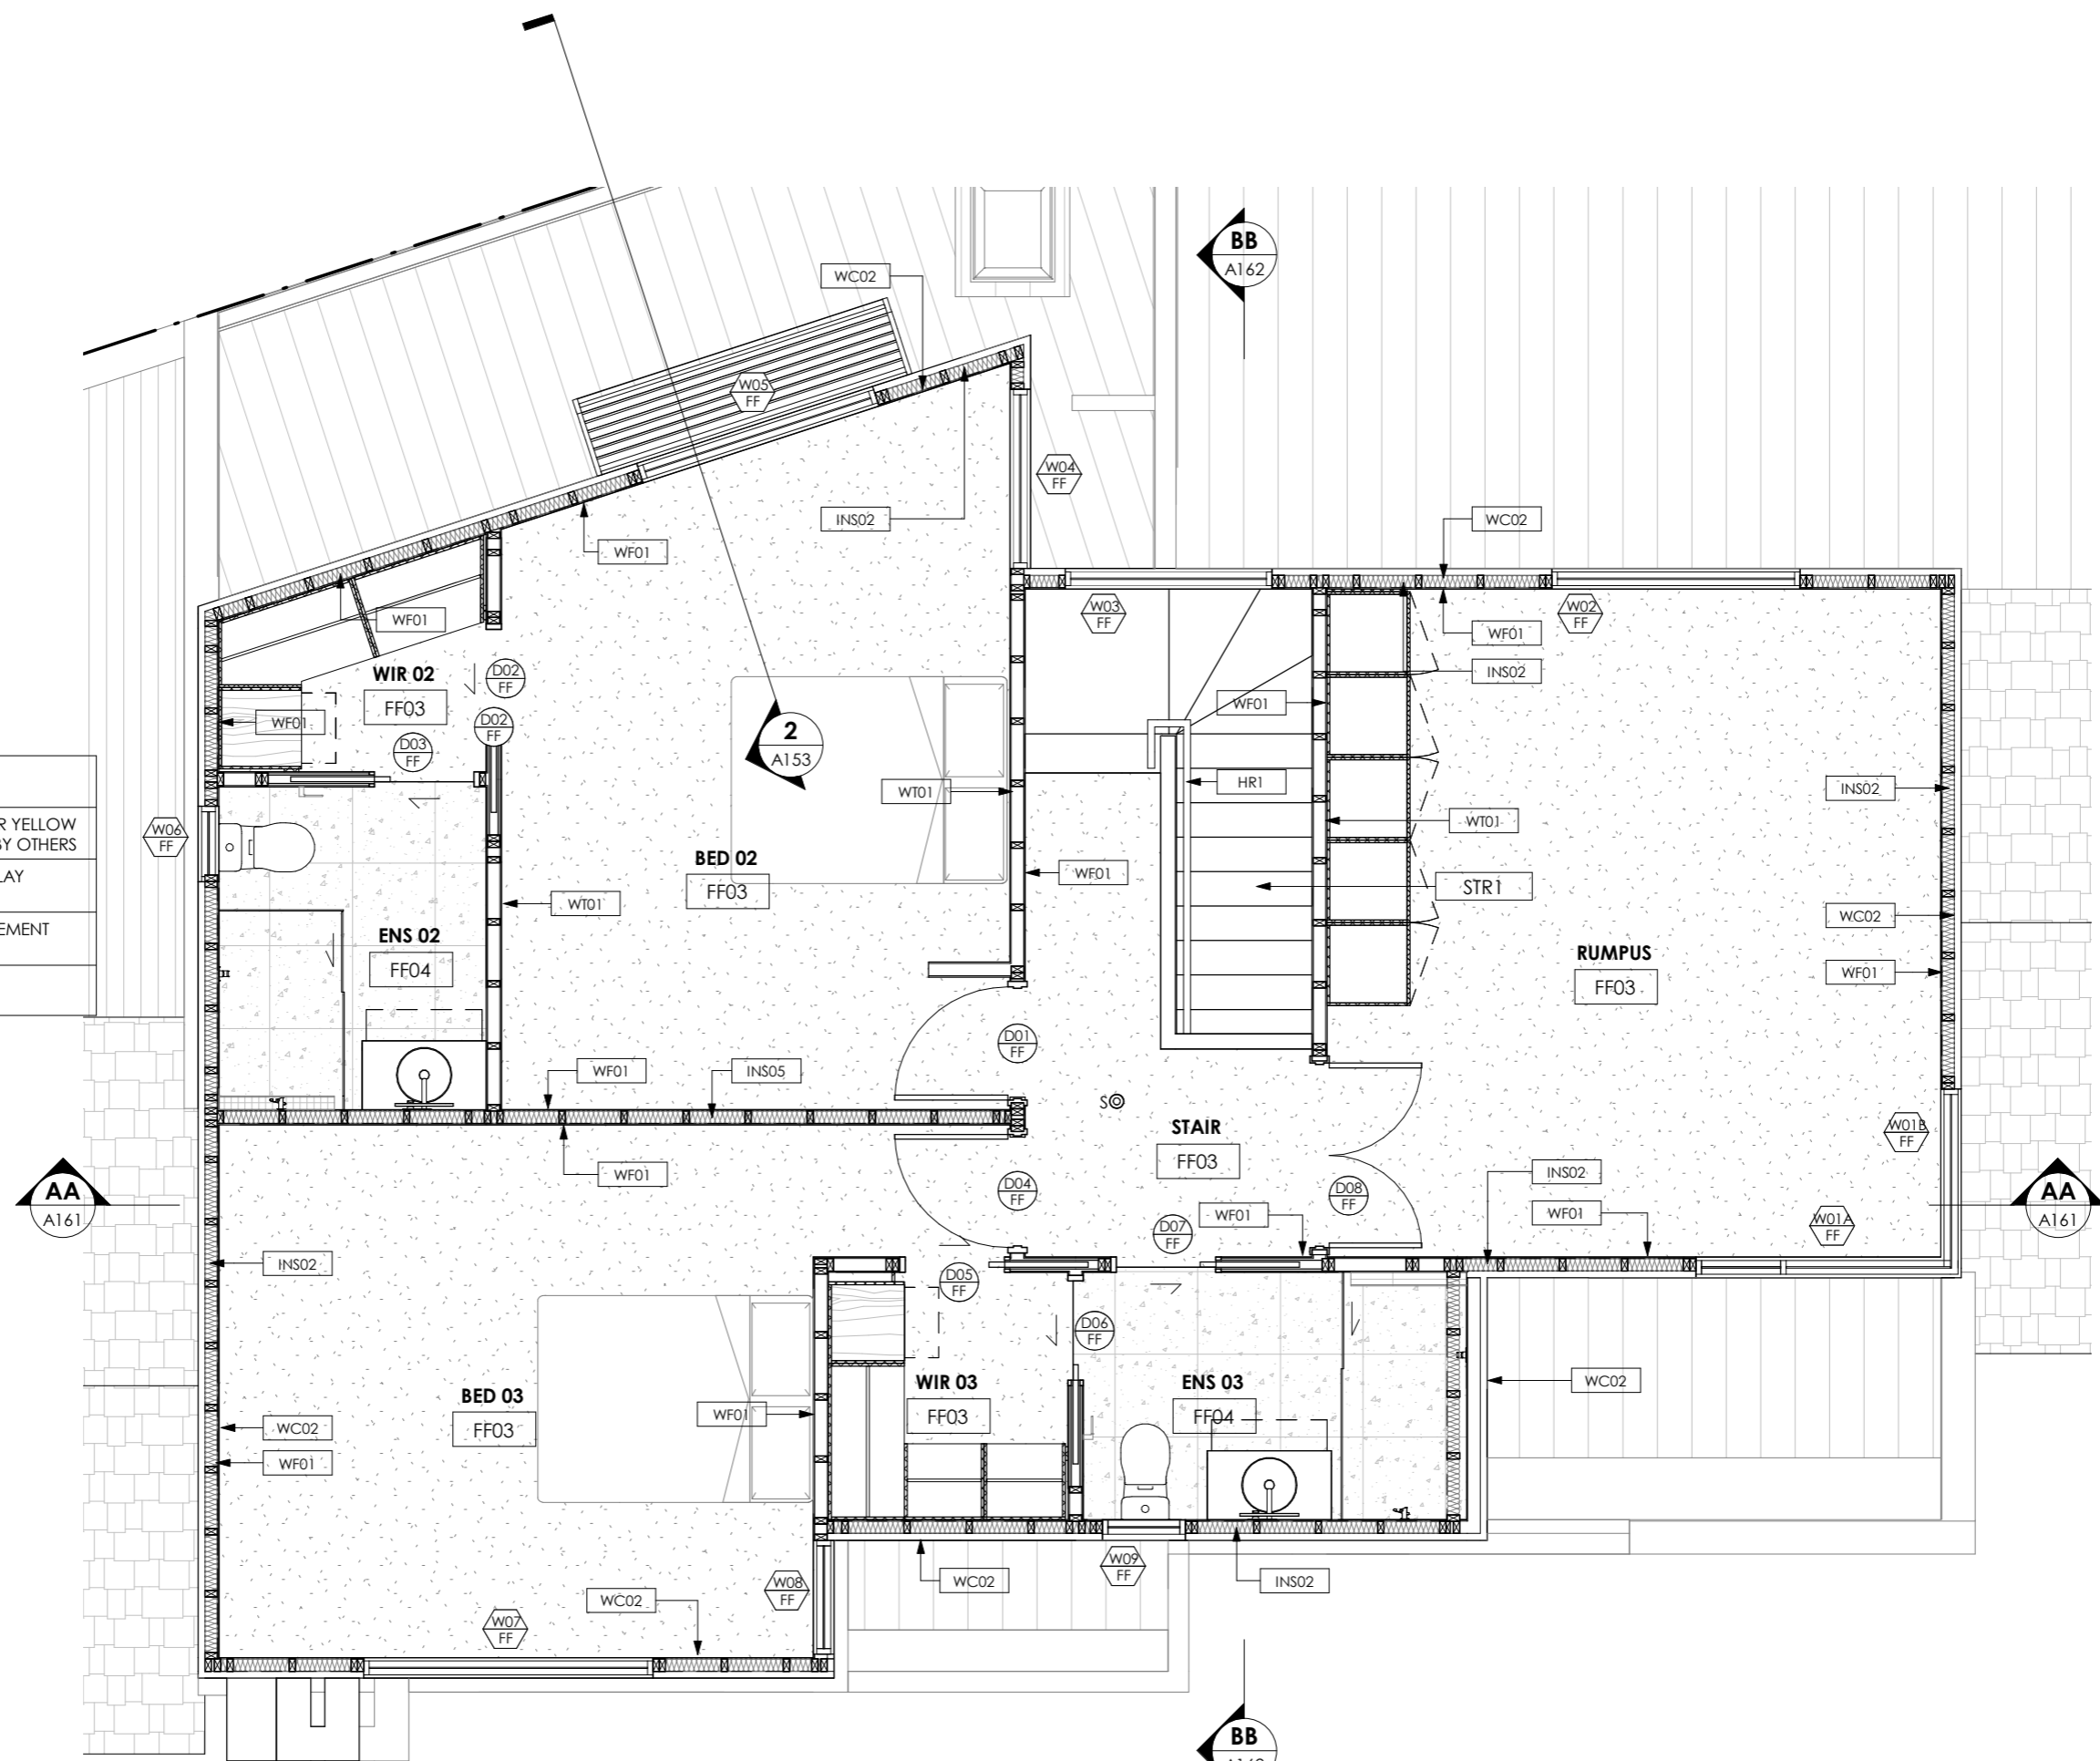 BB
A162
WC02
W05
FF
W04
FF
INS02
WC02
WF01
W03
FF
W02
FF
WF01
WF01
INS02
WIR 02
FF03
D02
FF
WF01
WF01
D02
FF
D03
FF
2
A153
HR1
WT01
INS02
R YELLOW
BY OTHERS
W06
FF
WT01
LAY
BED 02
FF03
WF01
STR1
WT01
WC02
EMENT
ENS 02
FF04
RUMPUS
FF03
WF01
D01
FF
WF01
INS05
S
STAIR
FF03
W01B
FF
WF01
INS02
AA
A161
D04
FF
D08
FF
AA
A161
D07
FF
WF01
WF01
W01A
FF
INS02
D05
FF
D06
FF
BED 03
FF03
WIR 03
FF03
ENS 03
FF04
WC02
WF01
WC02
WF01
W08
FF
W09
FF
WC02
INS02
WC02
W07
FF
BB